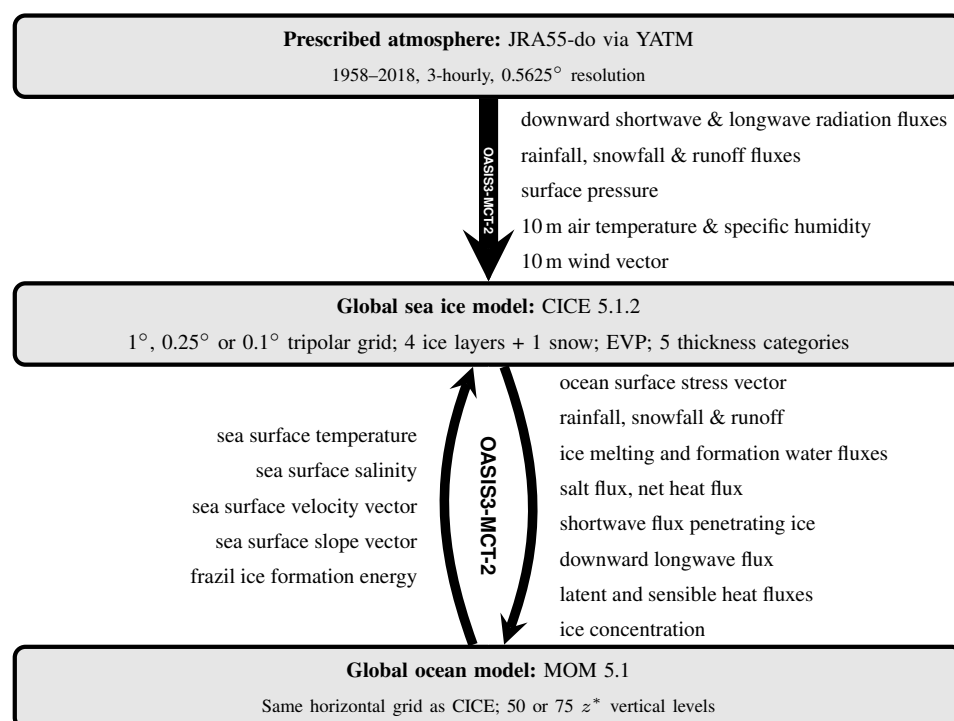 Prescribed atmosphere: JRA55-do via YATM
1958–2018, 3-hourly, 0.5625° resolution
OASIS3-MCT-2
downward shortwave & longwave radiation fluxes
rainfall, snowfall & runoff fluxes
surface pressure
10 m air temperature & specific humidity
10 m wind vector
Global sea ice model: CICE 5.1.2
1°, 0.25° or 0.1° tripolar grid; 4 ice layers + 1 snow; EVP; 5 thickness categories
sea surface temperature
sea surface salinity
sea surface velocity vector
sea surface slope vector
frazil ice formation energy
OASIS3-MCT-2
ocean surface stress vector
rainfall, snowfall & runoff
ice melting and formation water fluxes
salt flux, net heat flux
shortwave flux penetrating ice
downward longwave flux
latent and sensible heat fluxes
ice concentration
Global ocean model: MOM 5.1
Same horizontal grid as CICE; 50 or 75 z* vertical levels